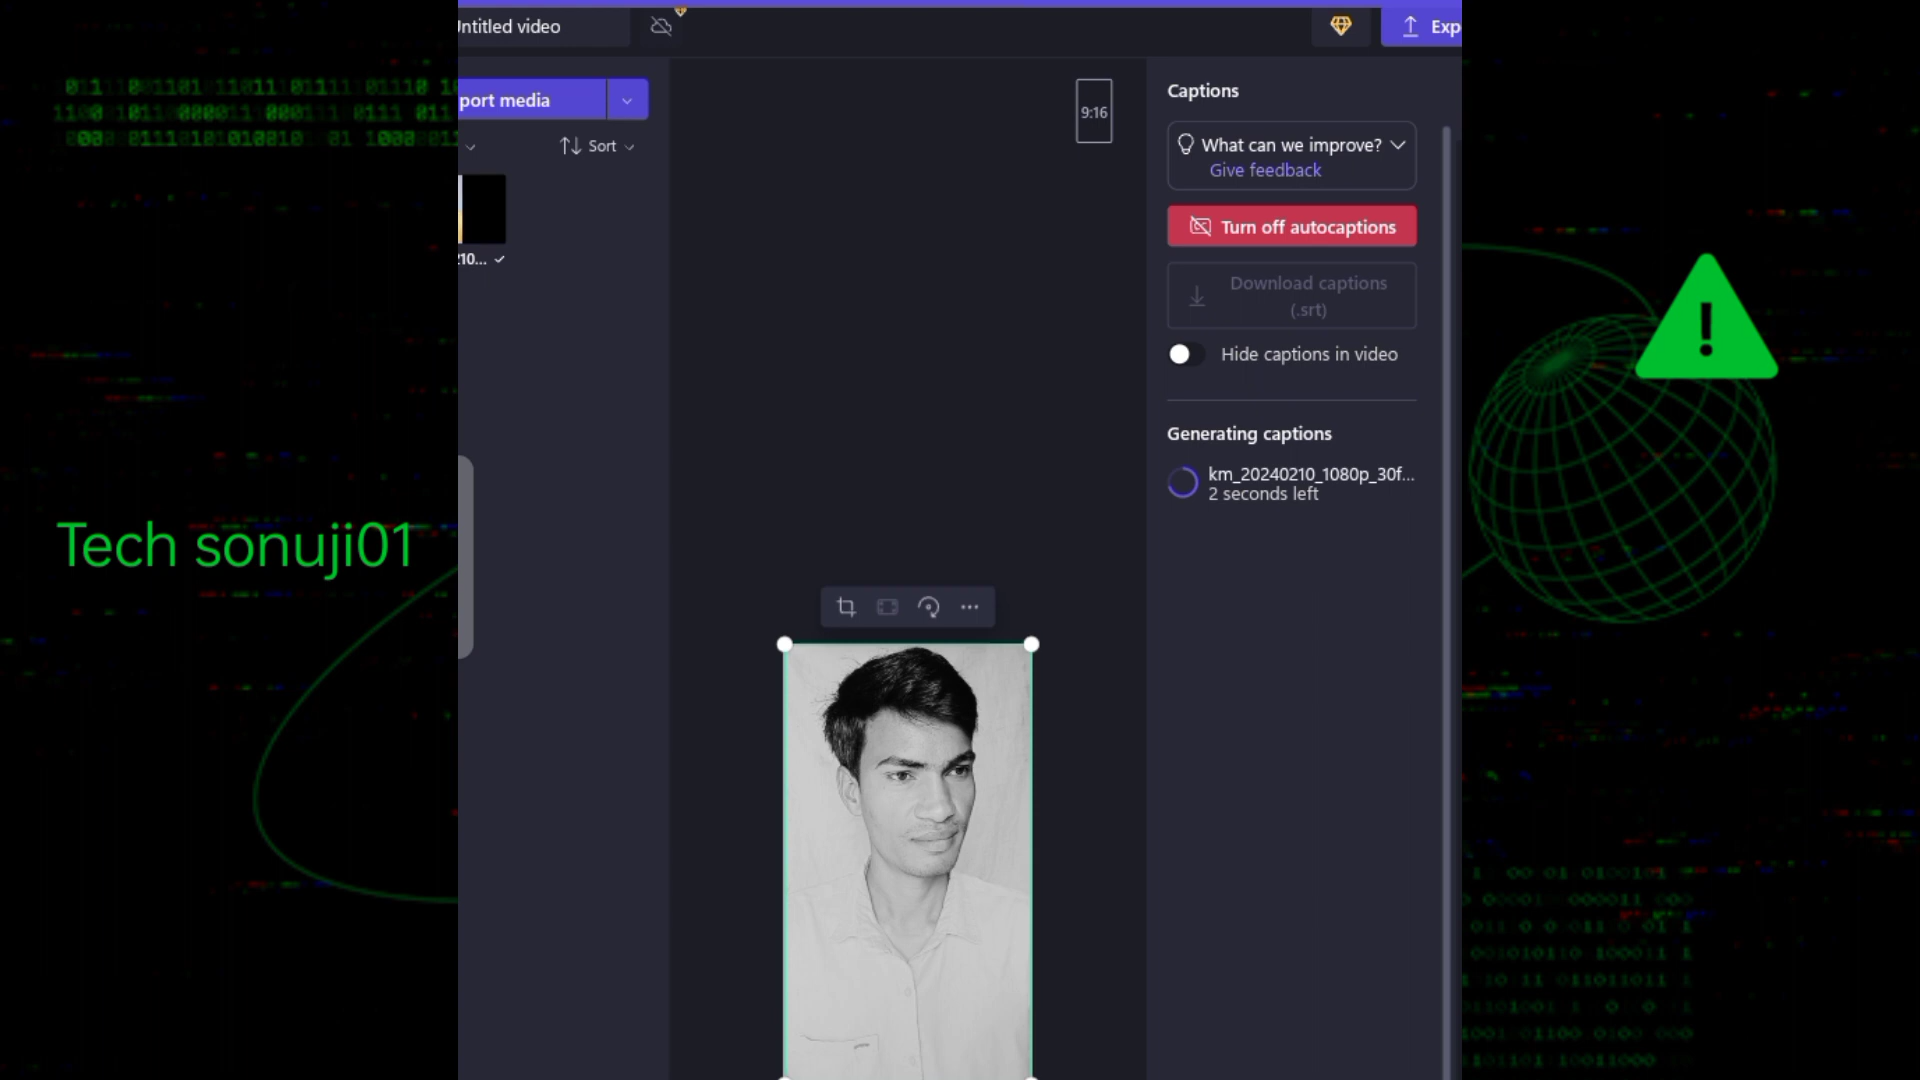 Untitled video
Exp
port media
Sort
10...
9:16
Captions
What can we improve?
Give feedback
Turn off autocaptions
Download captions
(.srt)
Hide captions in video
Generating captions
km_20240210_1080p_30f...
2 seconds left
Tech sonuji01
!